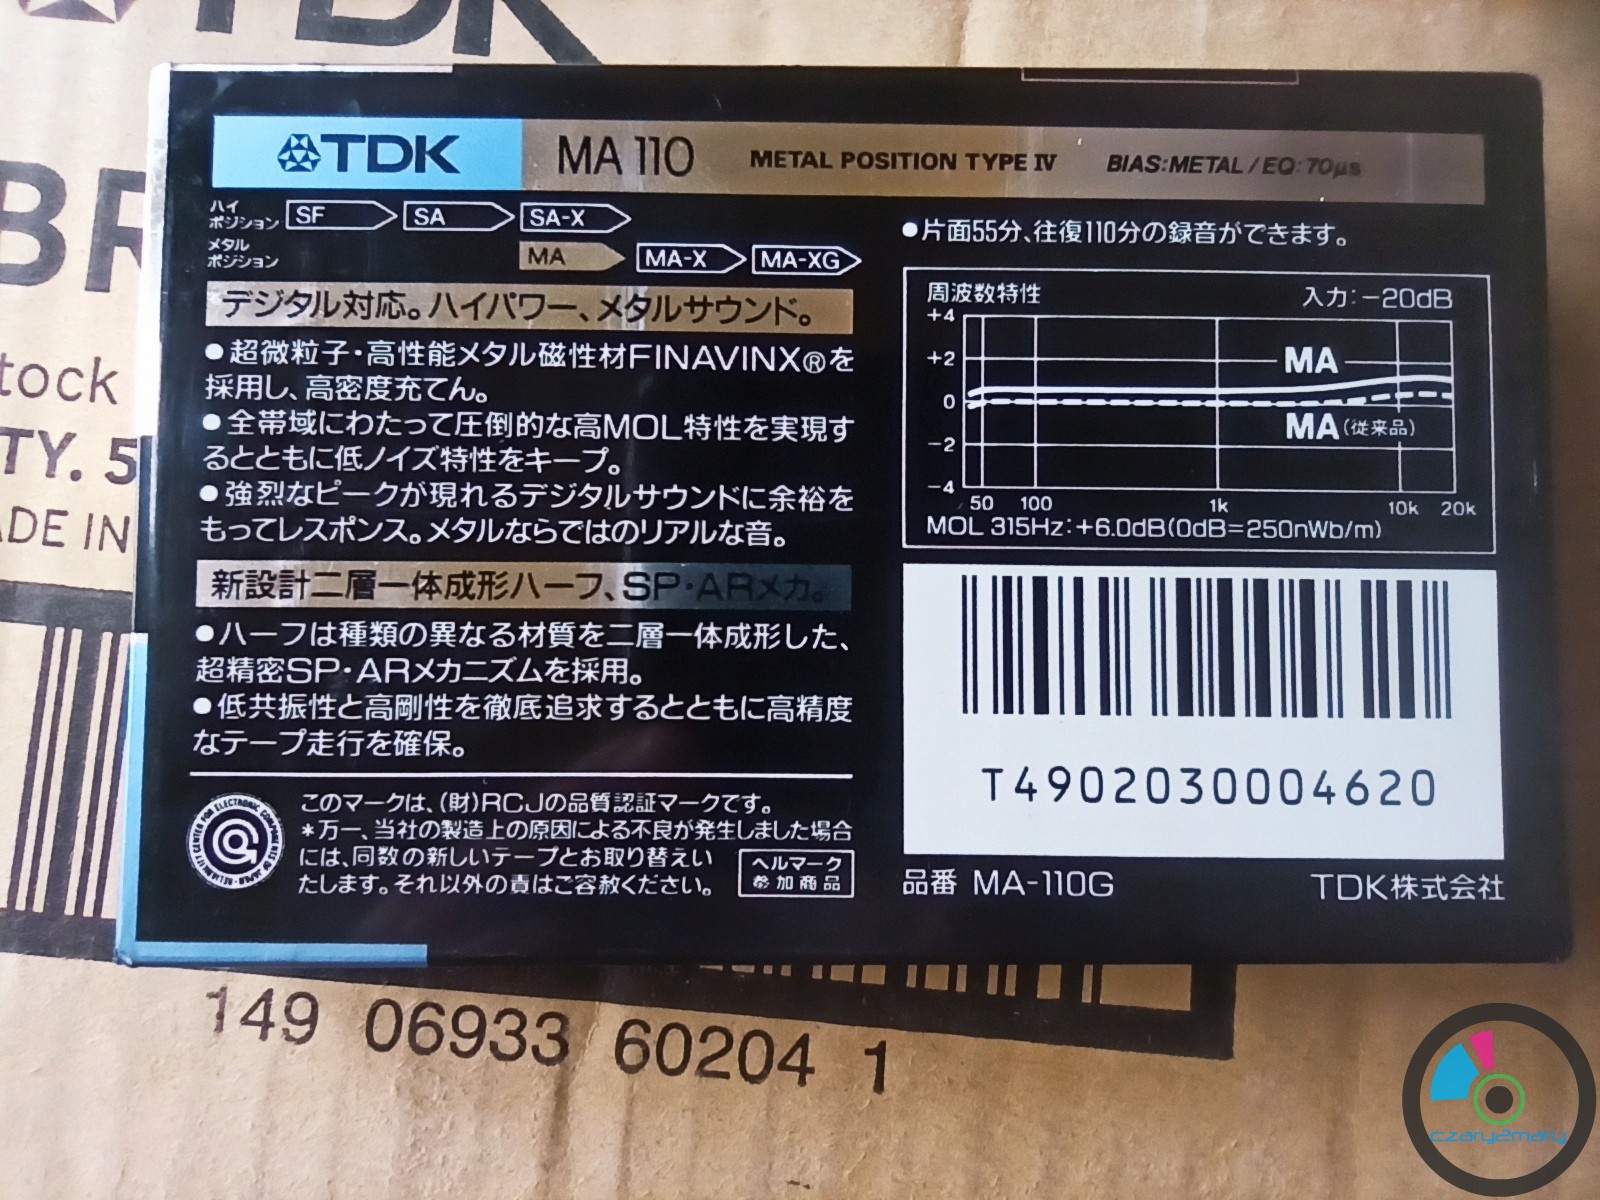 TDK
TDK MA 110 METAL POSITION TYPE IV BIAS:METAL/EQ:70μs
ハイ
ポジション SF SA SA-X
メタル
ポジション MA MA-X MA-XG
デジタル対応。ハイパワー、メタルサウンド。
●超微粒子・高性能メタル磁性材FINAVINX®を
採用し、高密度充てん。
●全帯域にわたって圧倒的な高MOL特性を実現す
るとともに低ノイズ特性をキープ。
●強烈なピークが現れるデジタルサウンドに余裕を
もってレスポンス。メタルならではのリアルな音。
新設計二層一体成形ハーフ、SP・ARメカ。
●ハーフは種類の異なる材質を二層一体成形した、
超精密SP・ARメカニズムを採用。
●低共振性と高剛性を徹底追求するとともに高精度
なテープ走行を確保。
RELIABILITY CENTER FOR ELECTRONIC COMPONENTS OF JAPAN
このマークは、(財)RCJの品質認証マークです。
*万一、当社の製造上の原因による不良が発生しました場合
には、同数の新しいテープとお取り替えい
たします。それ以外の責はご容赦ください。
ベルマーク
参加商品
●片面55分、往復110分の録音ができます。
周波数特性 入力:-20dB
+4
+2
0
-2
-4
MA
MA(従来品)
50 100 1k 10k 20k
MOL 315Hz:+6.0dB(0dB=250nWb/m)
T4902030004620
品番 MA-110G TDK株式会社
BR
tock
TY. 5
ADE IN
149 06933 60204 1
czary2mary